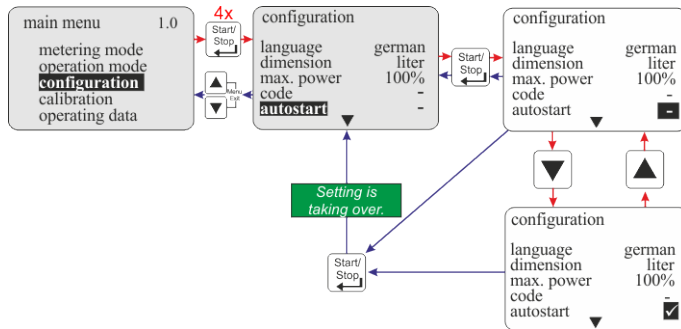 main menu 1.0
metering mode
operation mode
configuration
calibration
operating data
4x
Start/
Stop
Menu
Exit
configuration
language german
dimension liter
max. power 100%
code -
autostart -
Start/
Stop
configuration
language german
dimension liter
max. power 100%
code -
autostart -
Setting is
taking over.
Start/
Stop
configuration
language german
dimension liter
max. power 100%
code -
autostart ✓